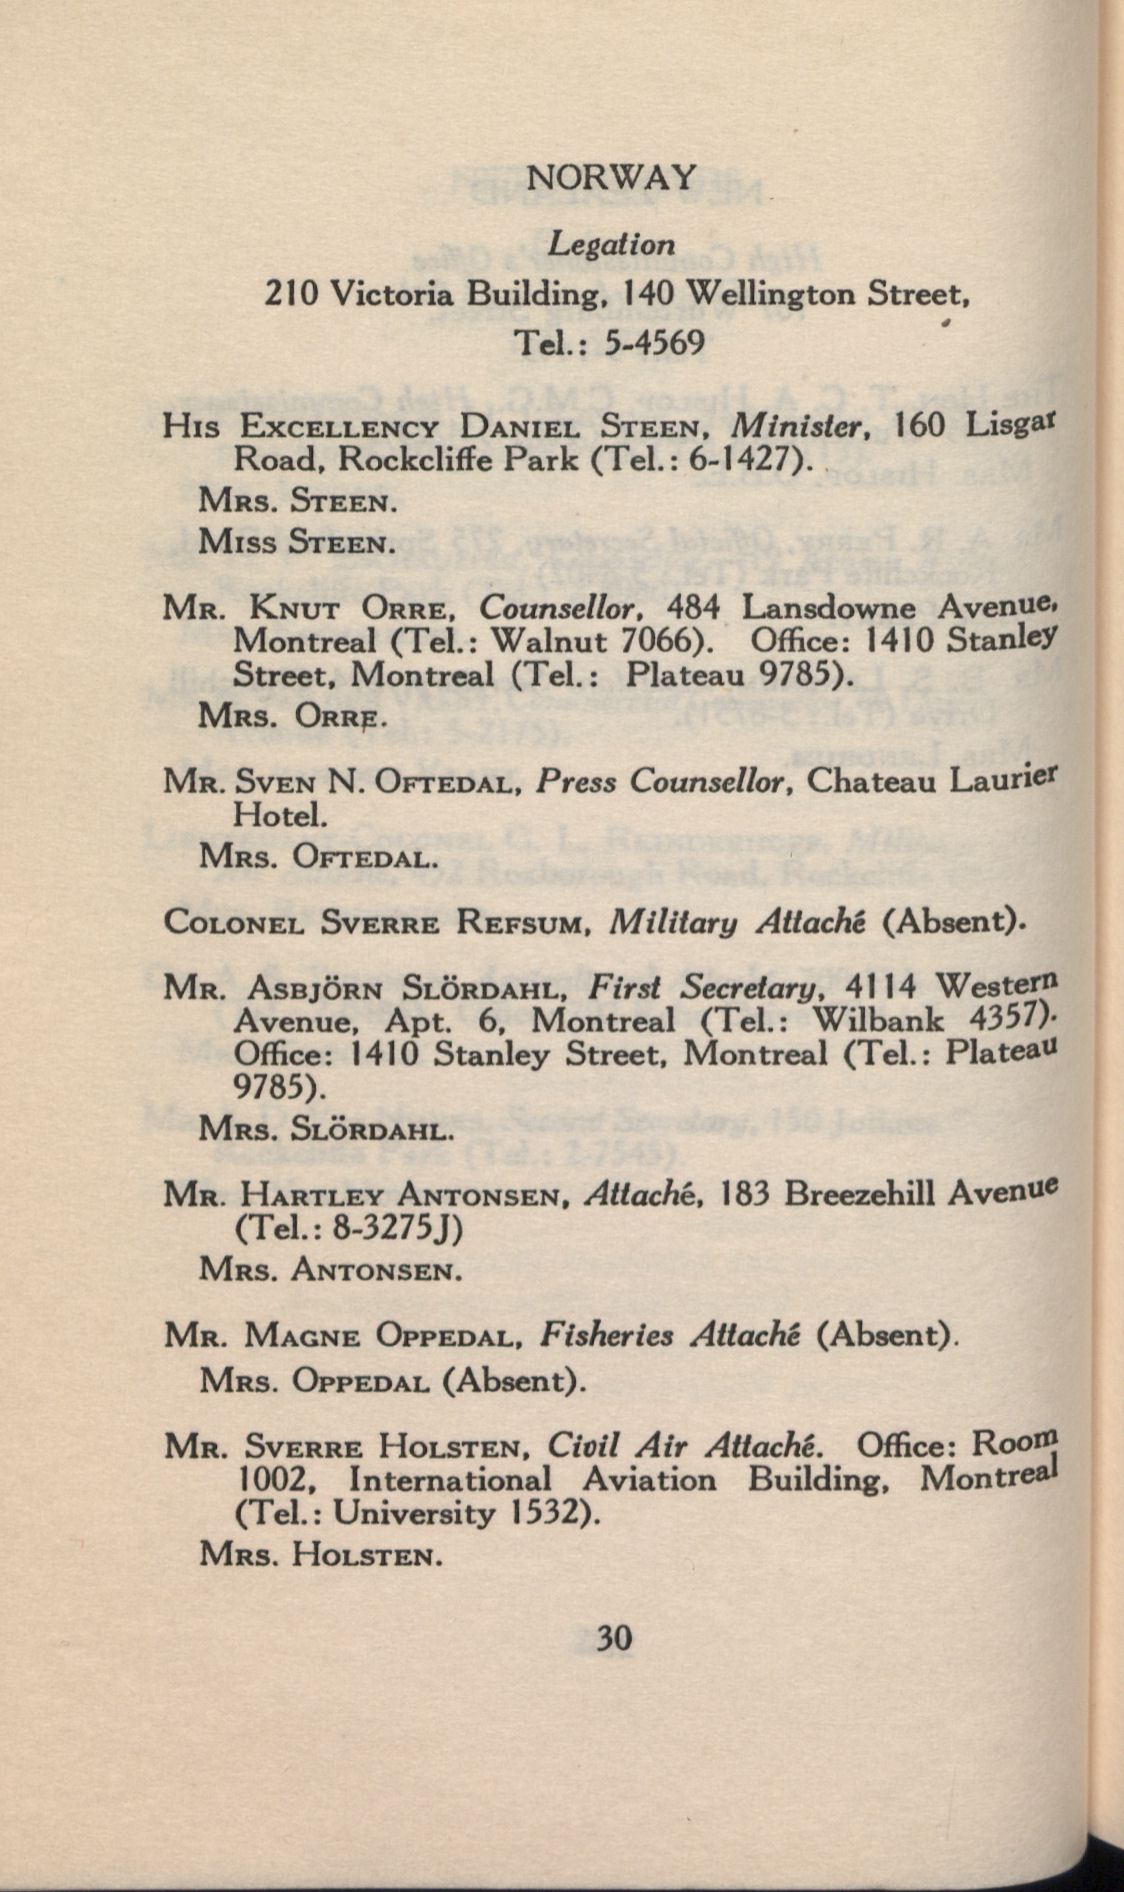 NORWAY
Legation
210 Victoria Building, 140 Wellington Street,
Tel.: 5-4569
HIS EXCELLENCY DANIEL STEEN, Minister, 160 Lisgar
Road, Rockcliffe Park (Tel.: 6-1427).
MRS. STEEN.
MISS STEEN.
MR. KNUT ORRE, Counsellor, 484 Lansdowne Avenue,
Montreal (Tel.: Walnut 7066). Office: 1410 Stanley
Street, Montreal (Tel.: Plateau 9785).
MRS. ORRE.
MR. SVEN N. OFTEDAL, Press Counsellor, Chateau Laurier
Hotel.
MRS. OFTEDAL.
COLONEL SVERRE REFSUM, Military Attaché (Absent).
MR. ASBJÖRN SLÖRDAHL, First Secretary, 4114 Western
Avenue, Apt. 6, Montreal (Tel.: Wilbank 4357).
Office: 1410 Stanley Street, Montreal (Tel.: Plateau
9785).
MRS. SLÖRDAHL.
MR. HARTLEY ANTONSEN, Attaché, 183 Breezehill Avenue
(Tel.: 8-3275J)
MRS. ANTONSEN.
MR. MAGNE OPPEDAL, Fisheries Attaché (Absent).
MRS. OPPEDAL (Absent).
MR. SVERRE HOLSTEN, Civil Air Attaché. Office: Room
1002, International Aviation Building, Montreal
(Tel.: University 1532).
MRS. HOLSTEN.
30